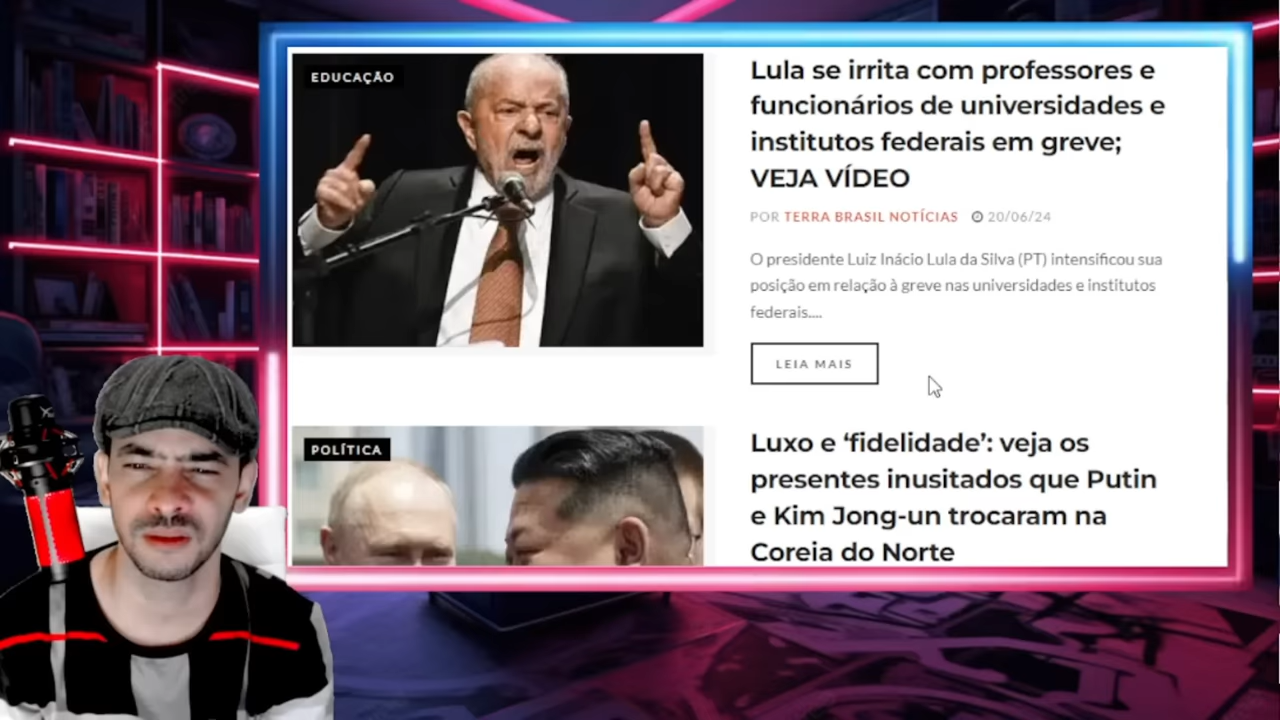 EDUCAÇÃO
Lula se irrita com professores e
funcionários de universidades e
institutos federais em greve;
VEJA VÍDEO
POR TERRA BRASIL NOTÍCIAS 20/06/24
O presidente Luiz Inácio Lula da Silva (PT) intensificou sua
posição em relação à greve nas universidades e institutos
federais....
LEIA MAIS
POLÍTICA
Luxo e ‘fidelidade’: veja os
presentes inusitados que Putin
e Kim Jong-un trocaram na
Coreia do Norte